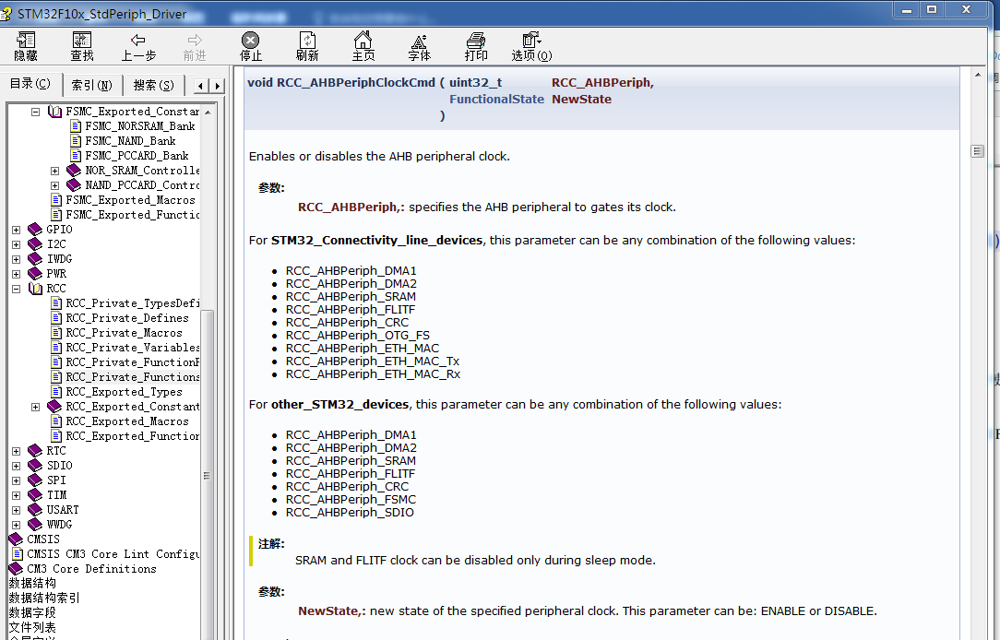 STM32F10x_StdPeriph_Driver
隐藏 查找 上一步 前进 停止 刷新 主页 字体 打印 选项(O)
目录(C) 索引(N) 搜索(S)
FSMC_Exported_Constar
FSMC_NORSRAM_Bank
FSMC_NAND_Bank
FSMC_PCCARD_Bank
NOR_SRAM_Controlle
NAND_PCCARD_Contro
FSMC_Exported_Macros
FSMC_Exported_Functio
GPIO
I2C
IWDG
PWR
RCC
RCC_Private_TypesDefi
RCC_Private_Defines
RCC_Private_Macros
RCC_Private_Variables
RCC_Private_FunctionF
RCC_Private_Functions
RCC_Exported_Types
RCC_Exported_Constant
RCC_Exported_Macros
RCC_Exported_Function
RTC
SDIO
SPI
TIM
USART
WWDG
CMSIS
CMSIS CM3 Core Lint Configu
CM3 Core Definitions
数据结构
数据结构索引
数据字段
文件列表
void RCC_AHBPeriphClockCmd ( uint32_t RCC_AHBPeriph,
FunctionalState NewState
)
Enables or disables the AHB peripheral clock.
参数:
RCC_AHBPeriph,: specifies the AHB peripheral to gates its clock.
For STM32_Connectivity_line_devices, this parameter can be any combination of the following values:
• RCC_AHBPeriph_DMA1
• RCC_AHBPeriph_DMA2
• RCC_AHBPeriph_SRAM
• RCC_AHBPeriph_FLITF
• RCC_AHBPeriph_CRC
• RCC_AHBPeriph_OTG_FS
• RCC_AHBPeriph_ETH_MAC
• RCC_AHBPeriph_ETH_MAC_Tx
• RCC_AHBPeriph_ETH_MAC_Rx
For other_STM32_devices, this parameter can be any combination of the following values:
• RCC_AHBPeriph_DMA1
• RCC_AHBPeriph_DMA2
• RCC_AHBPeriph_SRAM
• RCC_AHBPeriph_FLITF
• RCC_AHBPeriph_CRC
• RCC_AHBPeriph_FSMC
• RCC_AHBPeriph_SDIO
注解:
SRAM and FLITF clock can be disabled only during sleep mode.
参数:
NewState,: new state of the specified peripheral clock. This parameter can be: ENABLE or DISABLE.